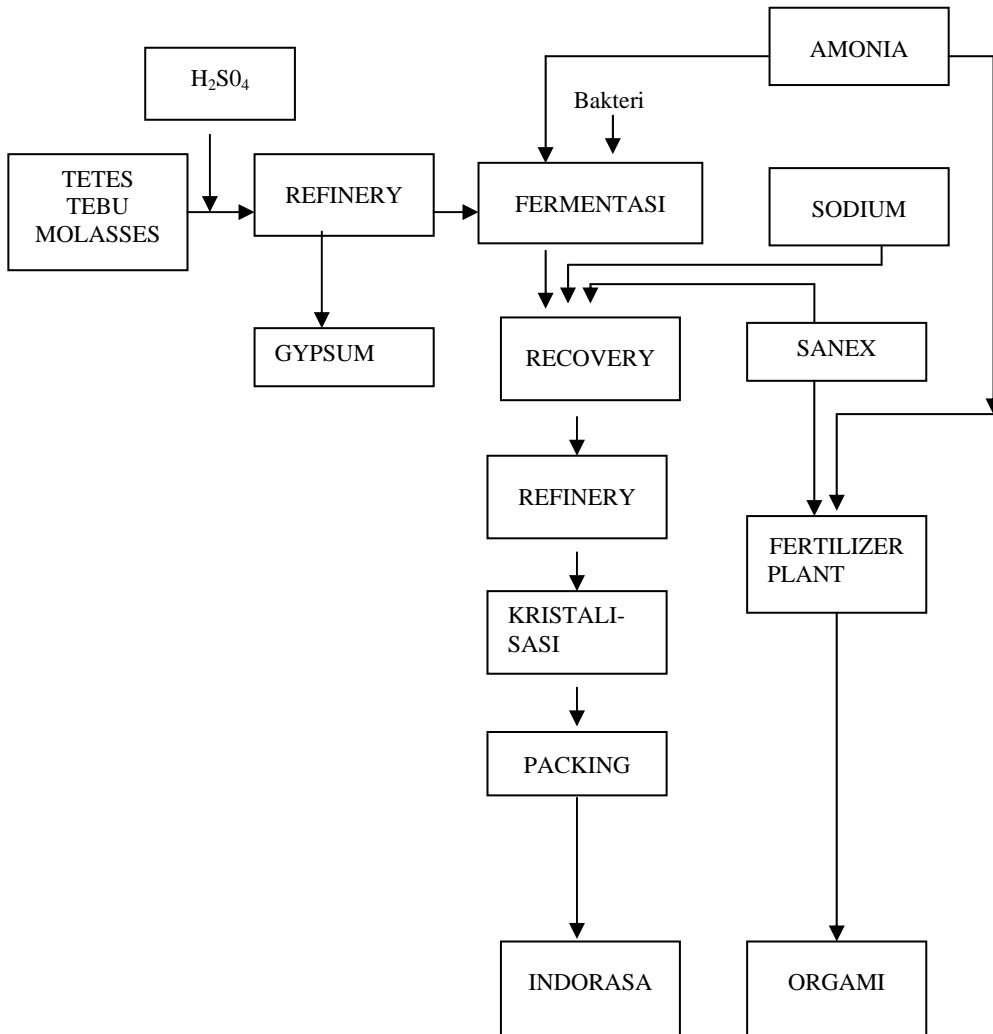 AMONIA
H₂S0₄
Bakteri
TETES
TEBU
MOLASSES
REFINERY
FERMENTASI
SODIUM
GYPSUM
RECOVERY
SANEX
REFINERY
FERTILIZER
PLANT
KRISTALI-
SASI
PACKING
INDORASA
ORGAMI